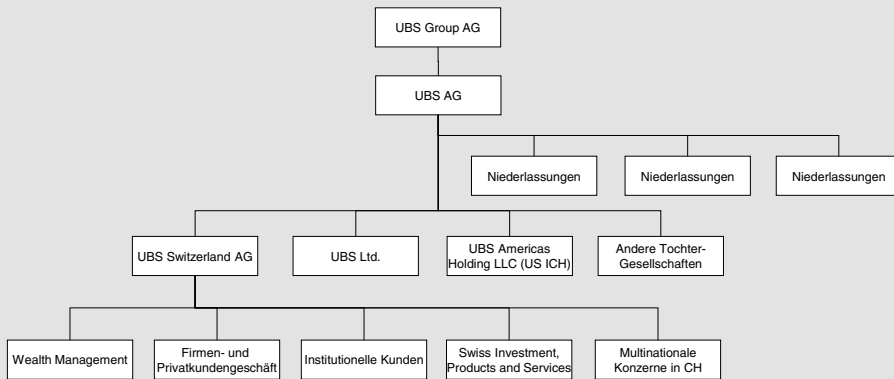 UBS Group AG
UBS AG
Niederlassungen
Niederlassungen
Niederlassungen
UBS Switzerland AG
UBS Ltd.
UBS Americas
Holding LLC (US ICH)
Andere Tochter-
Gesellschaften
Wealth Management
Firmen- und
Privatkundengeschäft
Institutionelle Kunden
Swiss Investment,
Products and Services
Multinationale
Konzerne in CH